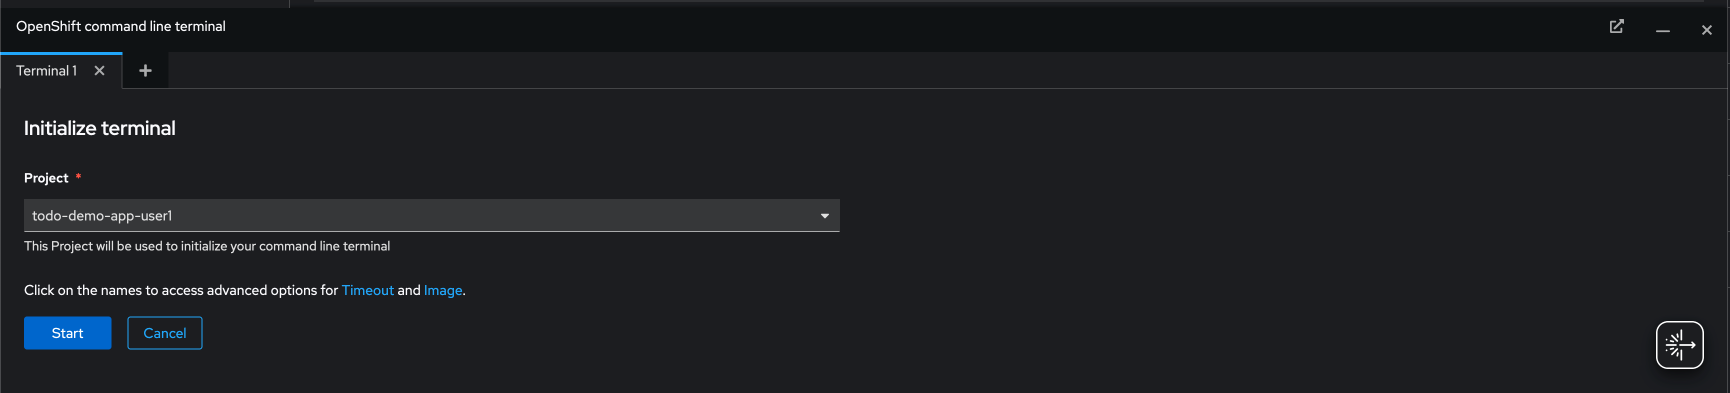 OpenShift command line terminal
Terminal 1
Initialize terminal
Project *
todo-demo-app-user1
This Project will be used to initialize your command line terminal
Click on the names to access advanced options for Timeout and Image.
Start Cancel